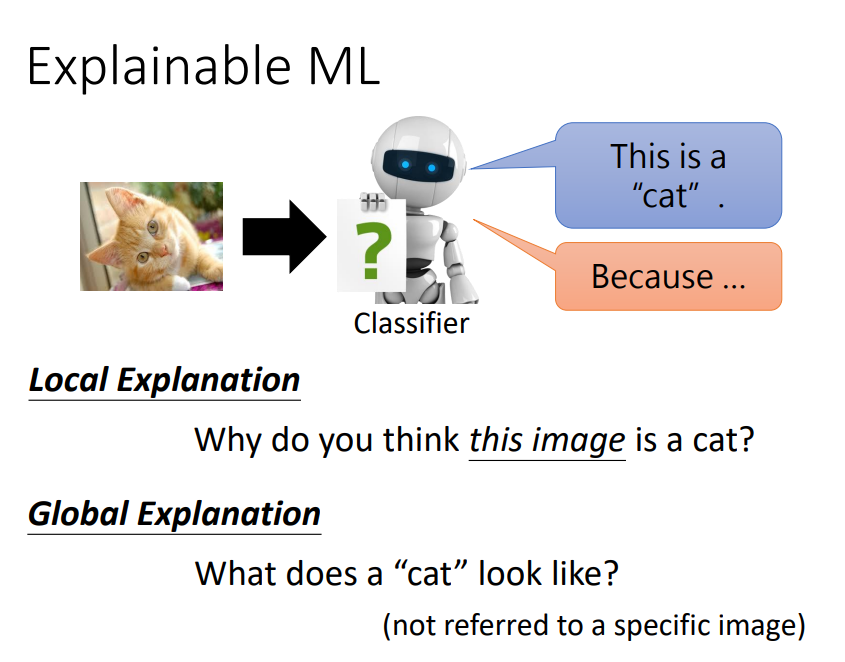 Explainable ML
This is a
“cat” .
Because …
?
Classifier
Local Explanation
Why do you think this image is a cat?
Global Explanation
What does a “cat” look like?
(not referred to a specific image)